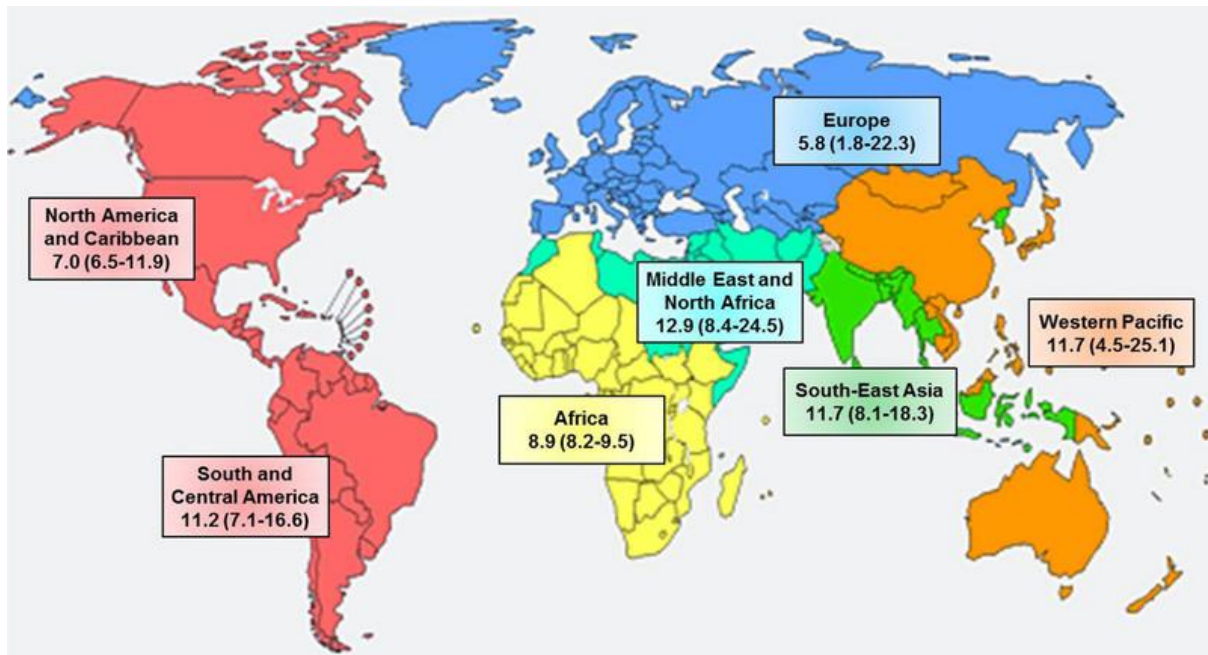 Europe
5.8 (1.8-22.3)
North America
and Caribbean
7.0 (6.5-11.9)
Middle East and
North Africa
12.9 (8.4-24.5)
Western Pacific
11.7 (4.5-25.1)
South-East Asia
11.7 (8.1-18.3)
Africa
8.9 (8.2-9.5)
South and
Central America
11.2 (7.1-16.6)